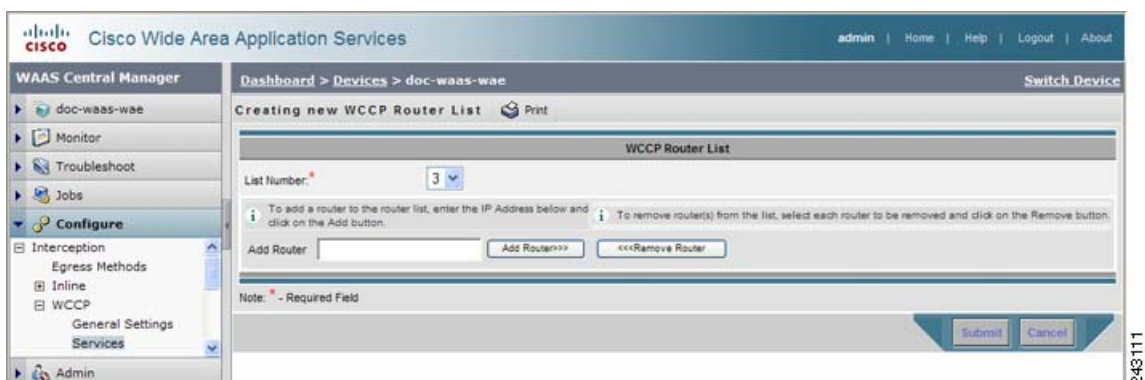 CISCO Cisco Wide Area Application Services
admin | Home | Help | Logout | About
WAAS Central Manager
doc-waas-wae
Monitor
Troubleshoot
Jobs
Configure
Interception
Egress Methods
Inline
WCCP
General Settings
Services
Admin
Dashboard > Devices > doc-waas-wae
Switch Device
Creating new WCCP Router List Print
WCCP Router List
List Number:* 3
To add a router to the router list, enter the IP Address below and
click on the Add button.
To remove router(s) from the list, select each router to be removed and click on the Remove button.
Add Router
Add Router>>>
<<<Remove Router
Note: * - Required Field
Submit
Cancel
243111